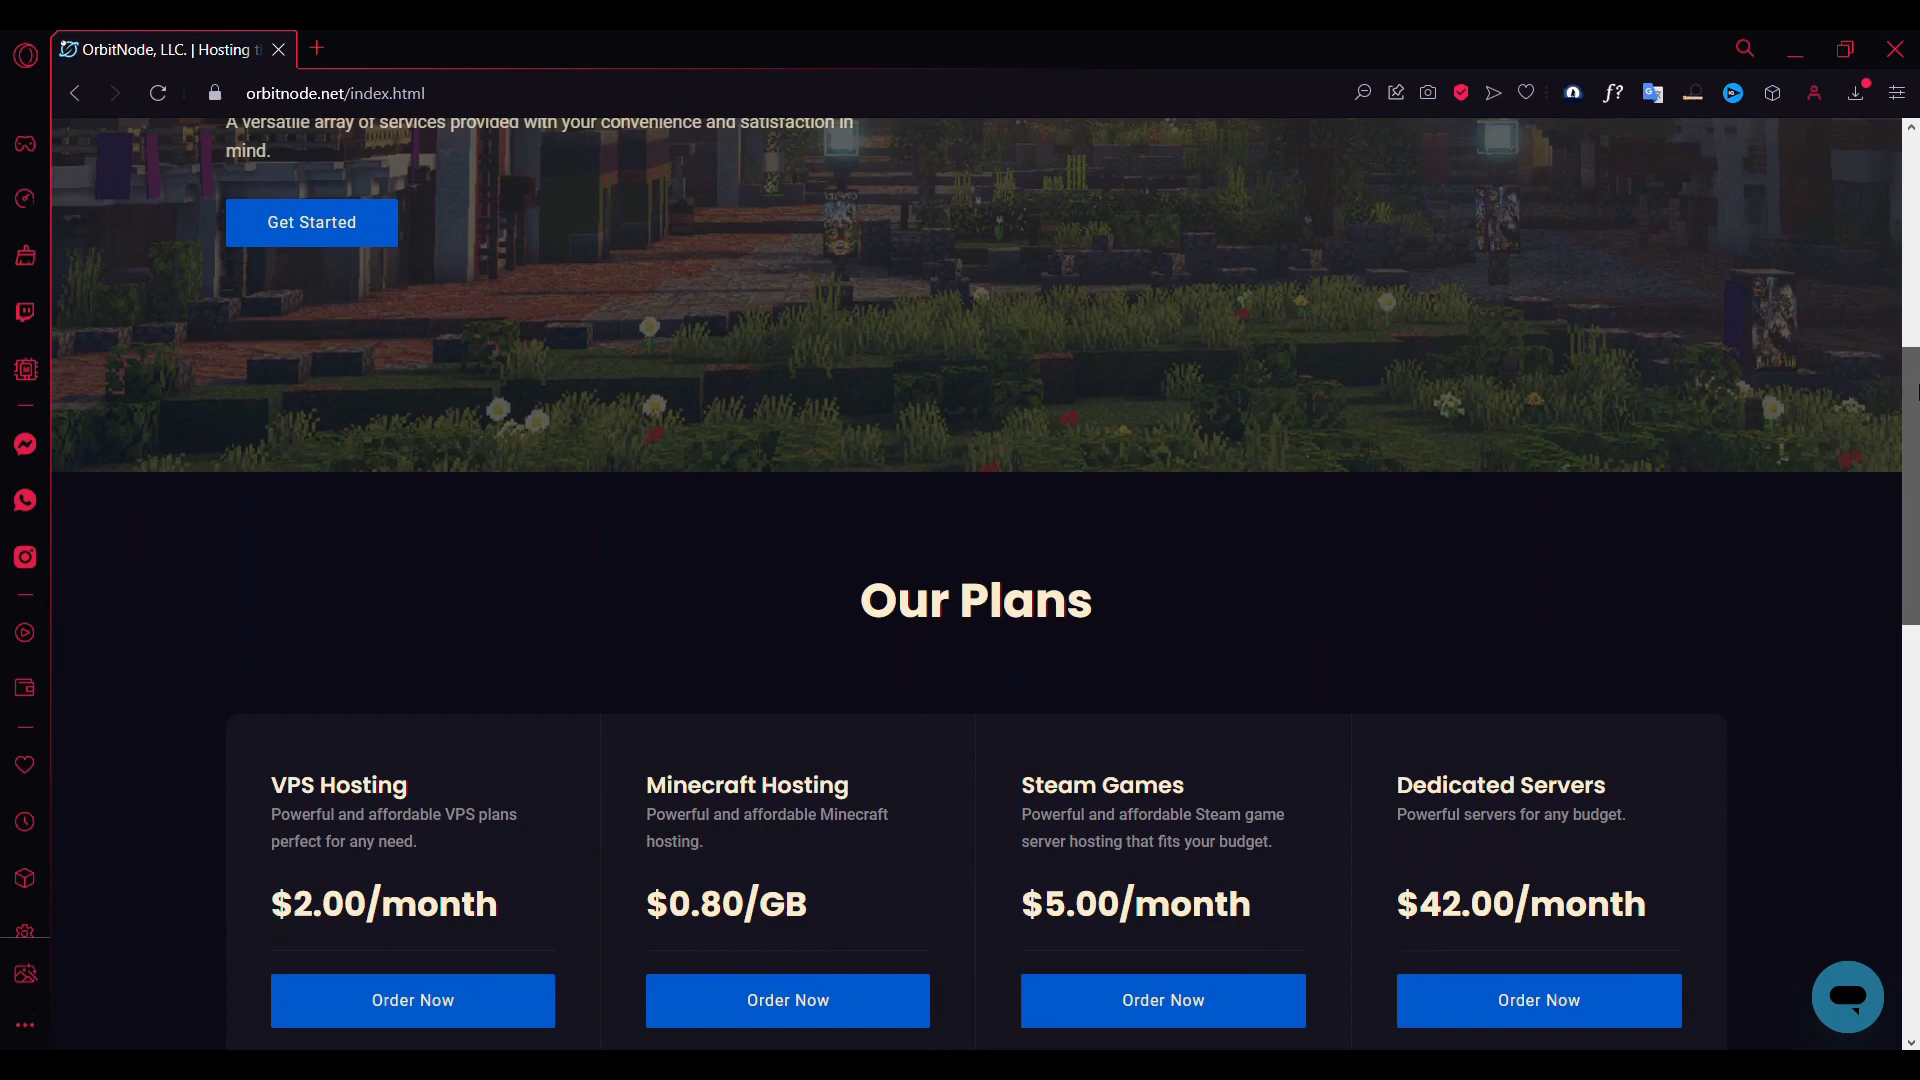 OrbitNode, LLC. | Hosting t
orbitnode.net/index.html
A versatile array of services provided with your convenience and satisfaction in
mind.
Get Started
Our Plans
VPS Hosting
Powerful and affordable VPS plans
perfect for any need.
$2.00/month
Order Now
Minecraft Hosting
Powerful and affordable Minecraft
hosting.
$0.80/GB
Order Now
Steam Games
Powerful and affordable Steam game
server hosting that fits your budget.
$5.00/month
Order Now
Dedicated Servers
Powerful servers for any budget.
$42.00/month
Order Now